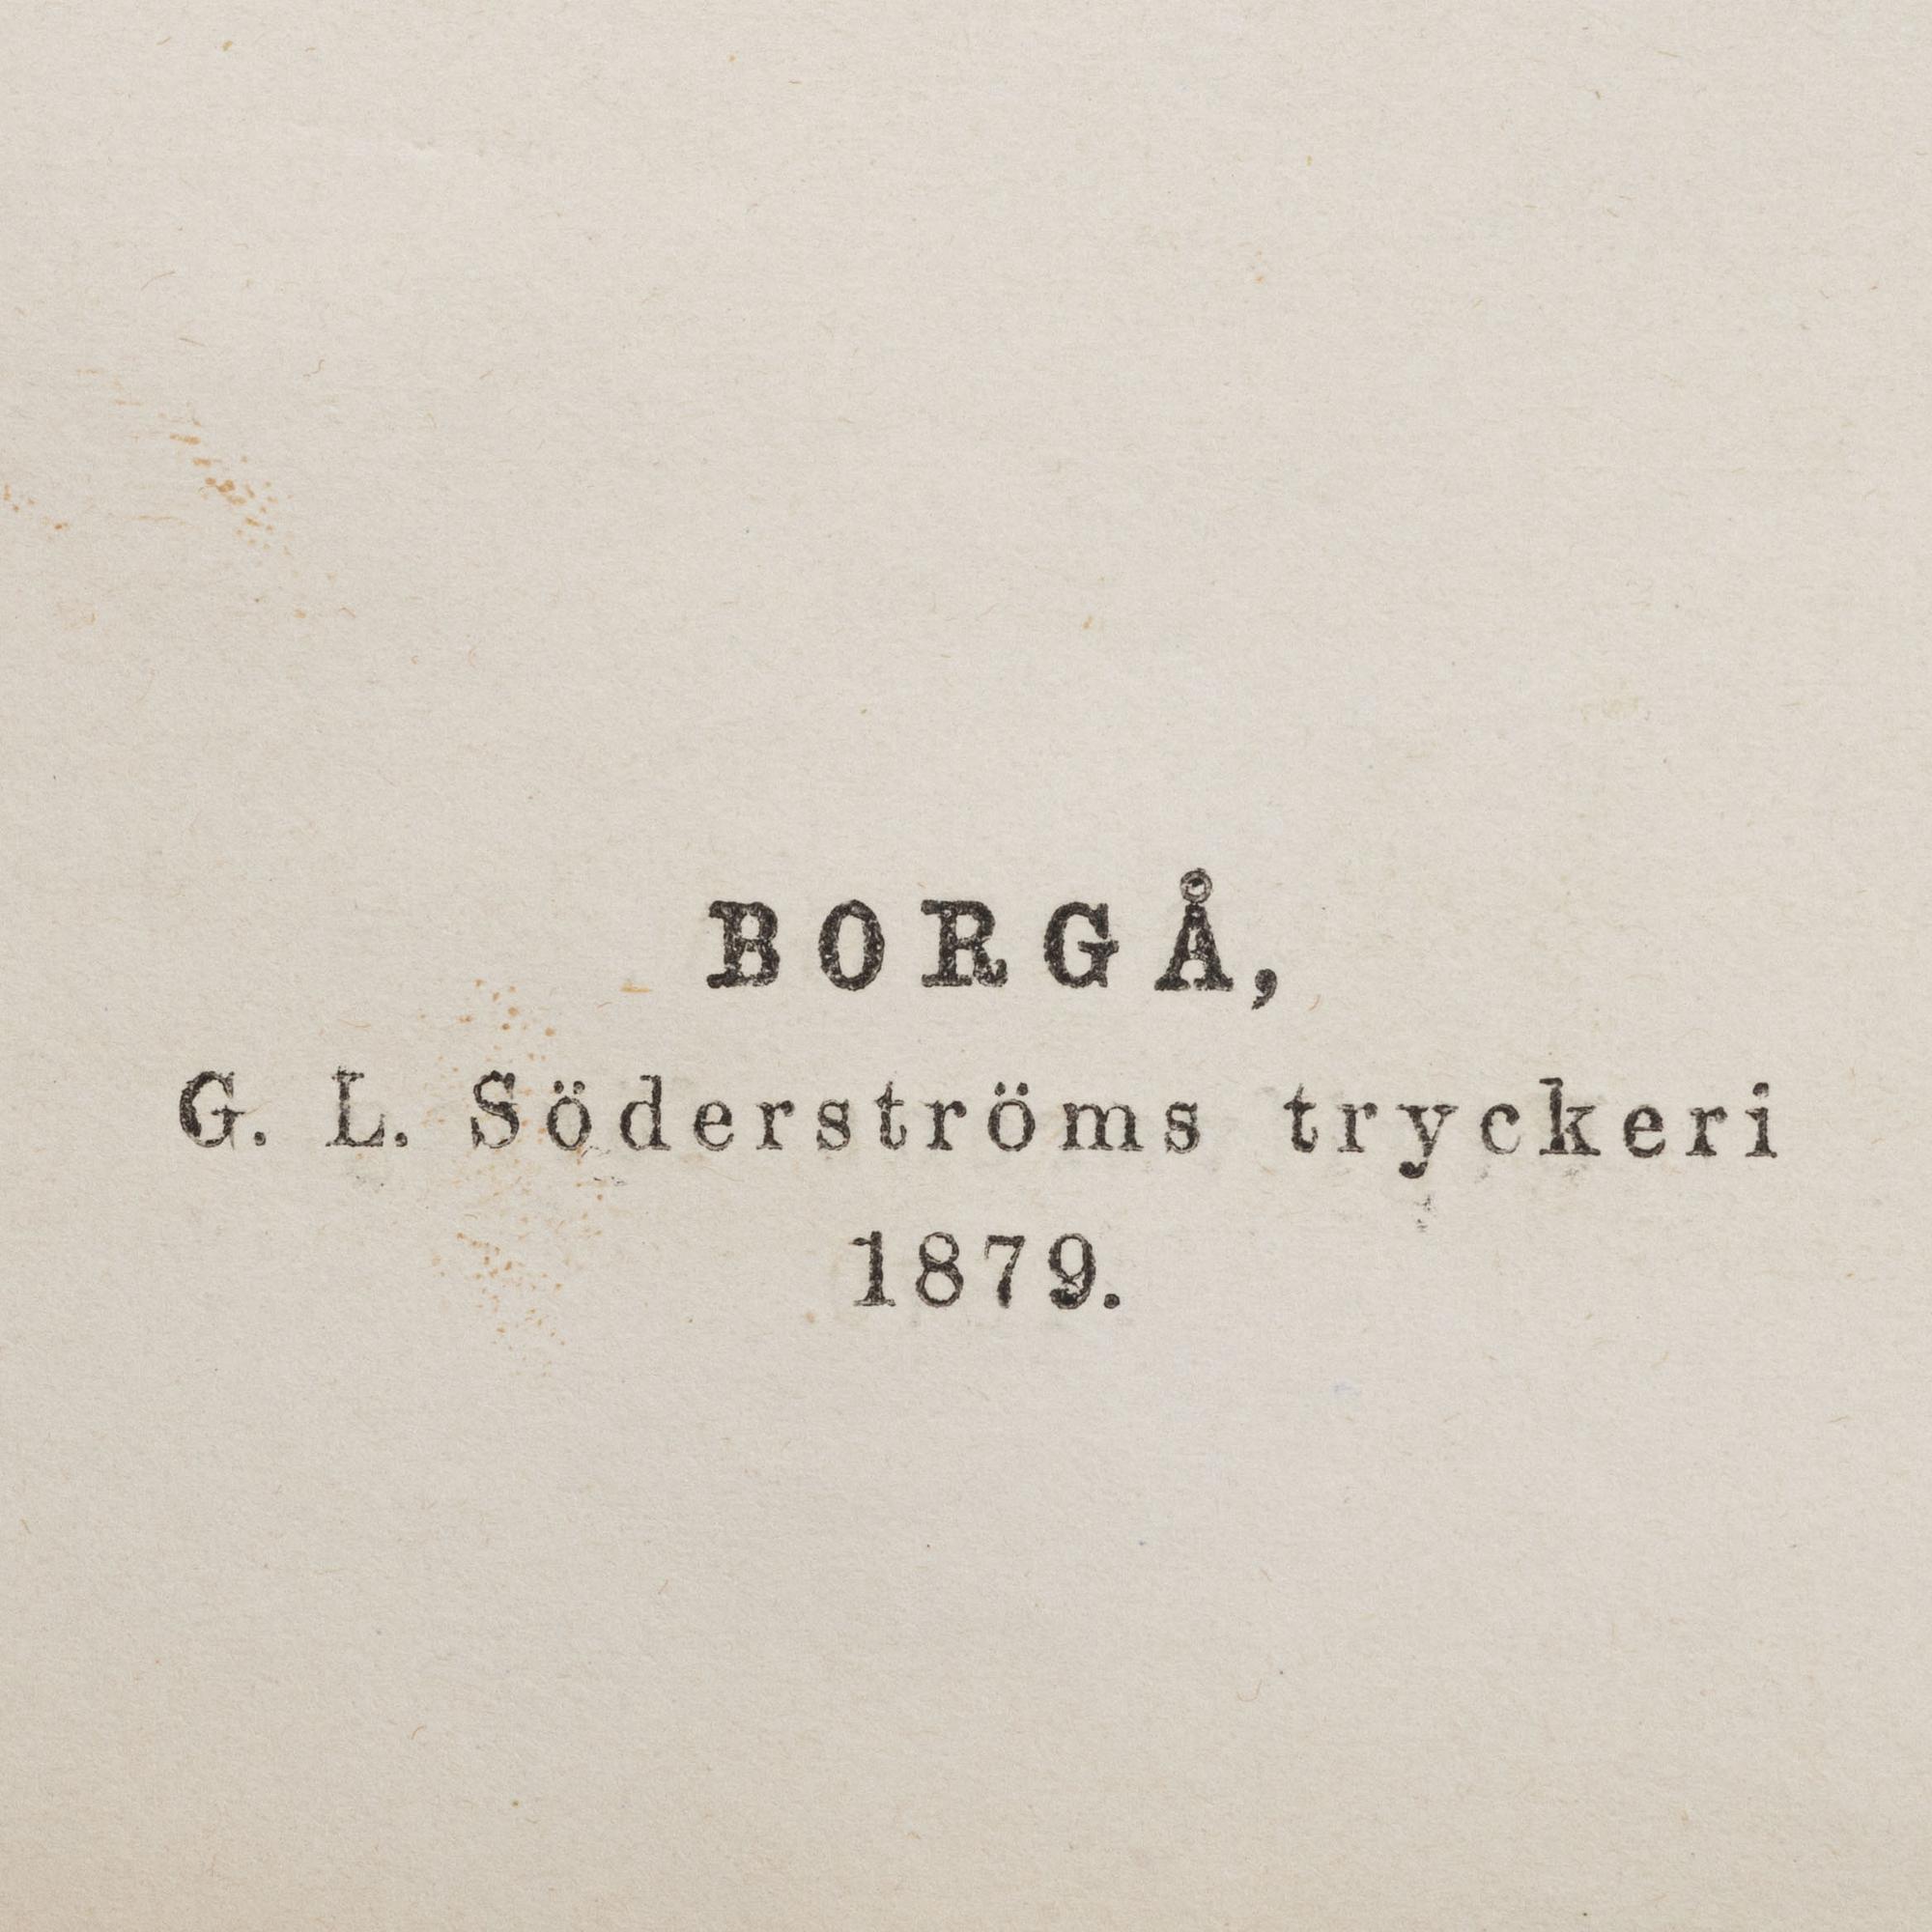 BORGÅ,
G. L. Söderströms tryckeri
1879.